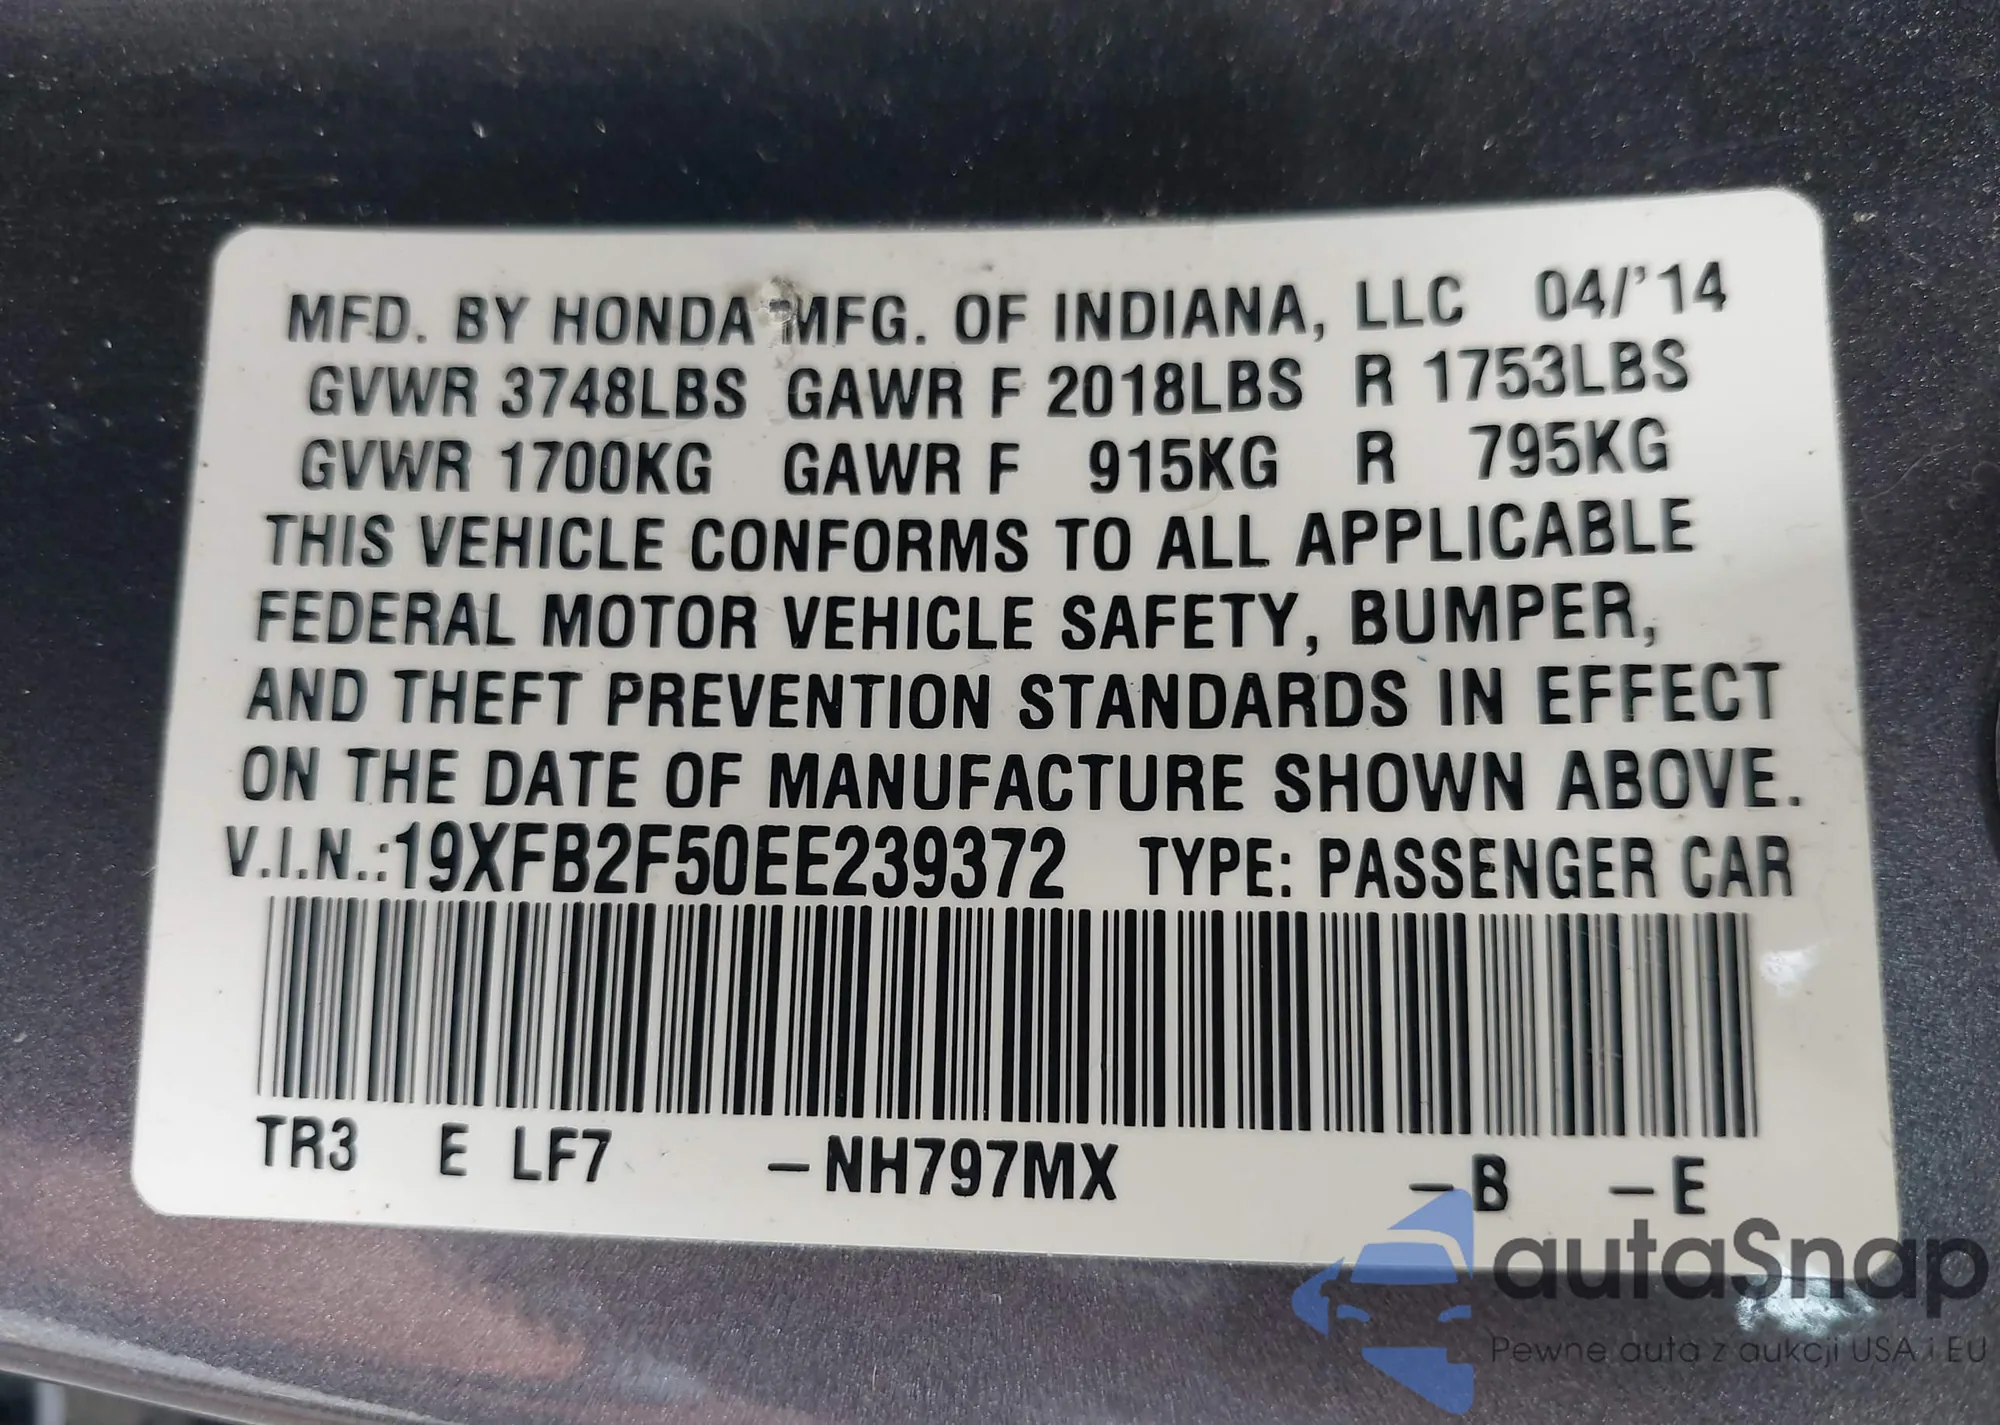 MFD. BY HONDA MFG. OF INDIANA, LLC 04/'14
GVWR 3748LBS GAWR F 2018LBS R 1753LBS
GVWR 1700KG GAWR F 915KG R 795KG
THIS VEHICLE CONFORMS TO ALL APPLICABLE
FEDERAL MOTOR VEHICLE SAFETY, BUMPER,
AND THEFT PREVENTION STANDARDS IN EFFECT
ON THE DATE OF MANUFACTURE SHOWN ABOVE.
V.I.N.:19XFB2F50EE239372 TYPE: PASSENGER CAR
TR3 E LF7 –NH797MX –B –E
autaSnap
Pewne auta z aukcji USA i EU